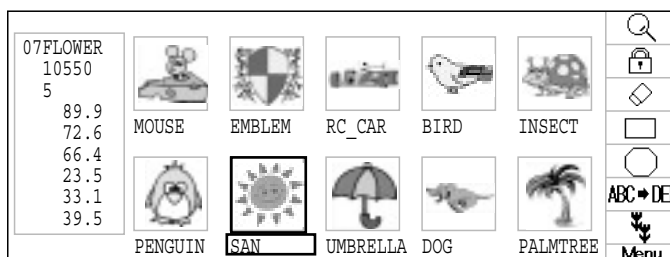 07FLOWER
10550
5
89.9
72.6
66.4
23.5
33.1
39.5
MOUSE EMBLEM RC_CAR BIRD INSECT
PENGUIN SAN UMBRELLA DOG PALMTREE
ABC➡DE
Menu